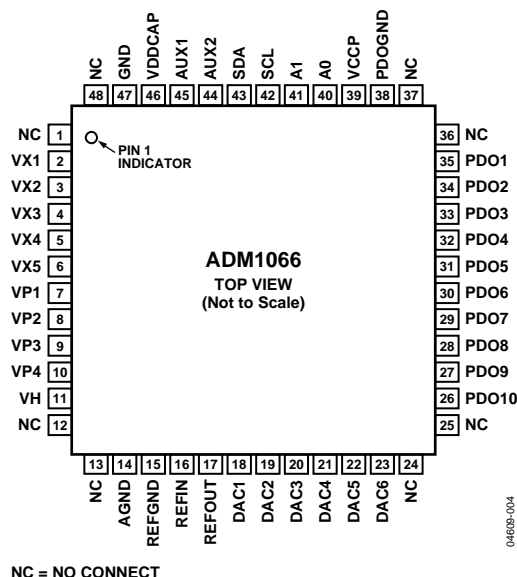 NC GND VDDCAP AUX1 AUX2 SDA SCL A1 A0 VCCP PDOGND NC
48 47 46 45 44 43 42 41 40 39 38 37
NC 1
VX1 2
VX2 3
VX3 4
VX4 5
VX5 6
VP1 7
VP2 8
VP3 9
VP4 10
VH 11
NC 12
PIN 1
INDICATOR
ADM1066
TOP VIEW
(Not to Scale)
36 NC
35 PDO1
34 PDO2
33 PDO3
32 PDO4
31 PDO5
30 PDO6
29 PDO7
28 PDO8
27 PDO9
26 PDO10
25 NC
13 14 15 16 17 18 19 20 21 22 23 24
NC AGND REFGND REFIN REFOUT DAC1 DAC2 DAC3 DAC4 DAC5 DAC6 NC
04609-004
NC = NO CONNECT